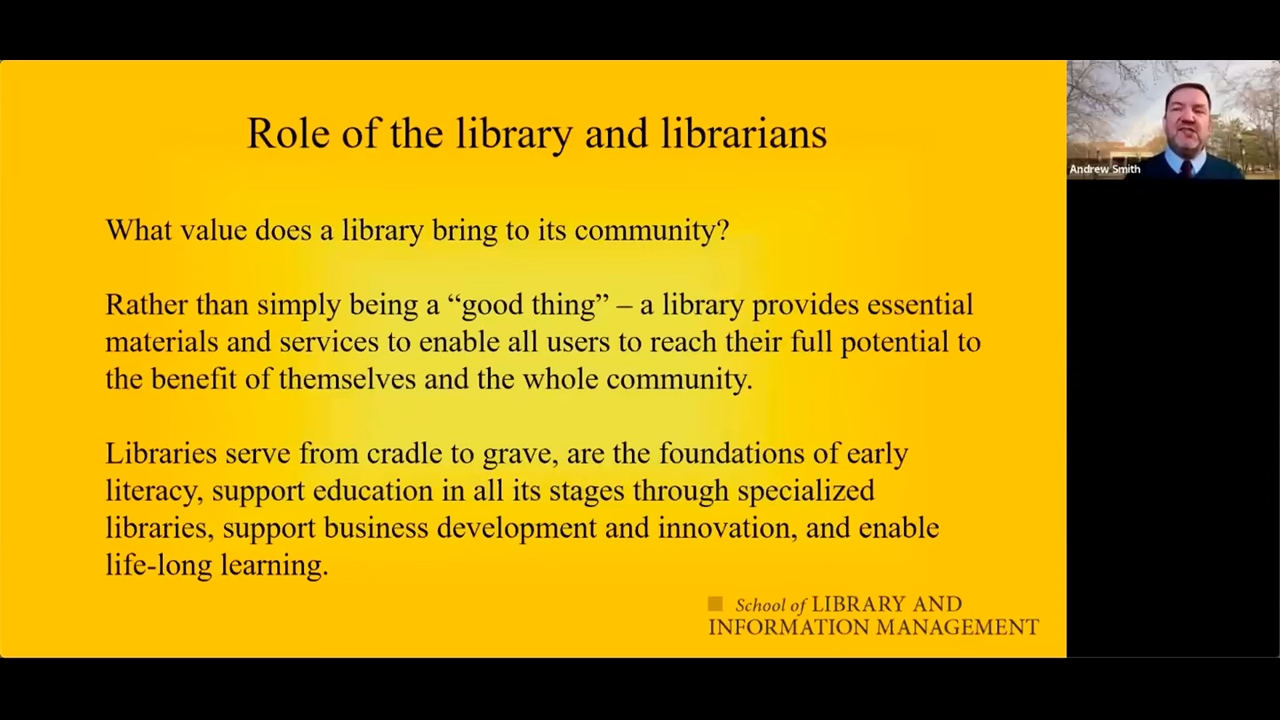 Role of the library and librarians
What value does a library bring to its community?
Rather than simply being a “good thing” – a library provides essential
materials and services to enable all users to reach their full potential to
the benefit of themselves and the whole community.
Libraries serve from cradle to grave, are the foundations of early
literacy, support education in all its stages through specialized
libraries, support business development and innovation, and enable
life-long learning.
School of LIBRARY AND
INFORMATION MANAGEMENT
Andrew Smith